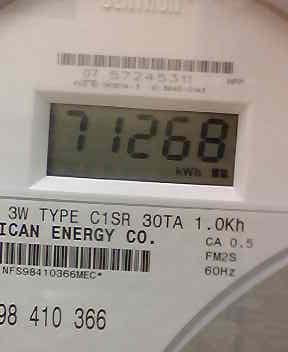 07 57245311
71268
kWh
3W TYPE C1SR 30TA 1.0Kh
ICAN ENERGY CO.
CA 0.5
FM2S
60Hz
NFS98410366MEC*
98 410 366